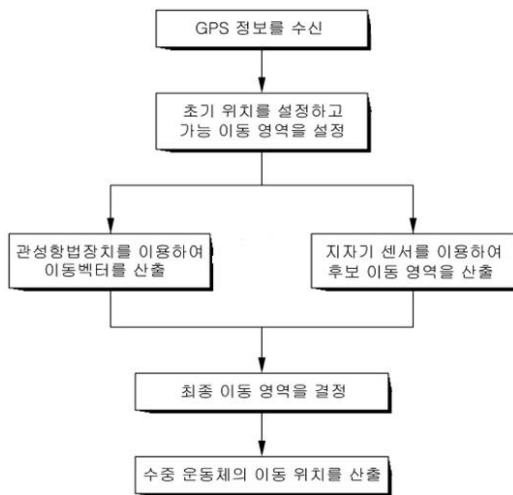 GPS 정보를 수신
초기 위치를 설정하고
가능 이동 영역을 설정
관성항법장치를 이용하여
이동벡터를 산출
지자기 센서를 이용하여
후보 이동 영역을 산출
최종 이동 영역을 결정
수중 운동체의 이동 위치를 산출